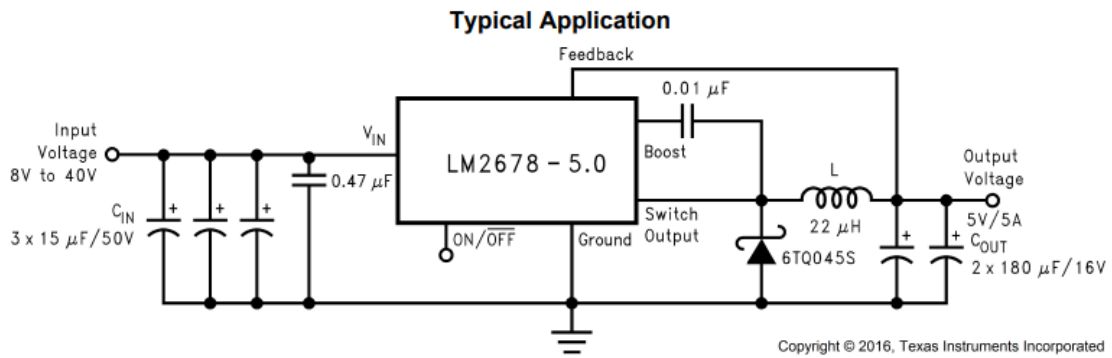 Typical Application
Feedback
0.01 μF
Input
Voltage
8V to 40V
V_IN
LM2678 – 5.0
Boost
Output
Voltage
5V/5A
L
22 μH
0.47 μF
C_IN
3 x 15 μF/50V
+
+
+
ON/O̅F̅F̅
Ground
Switch
Output
6TQ045S
+
+
C_OUT
2 x 180 μF/16V
Copyright © 2016, Texas Instruments Incorporated